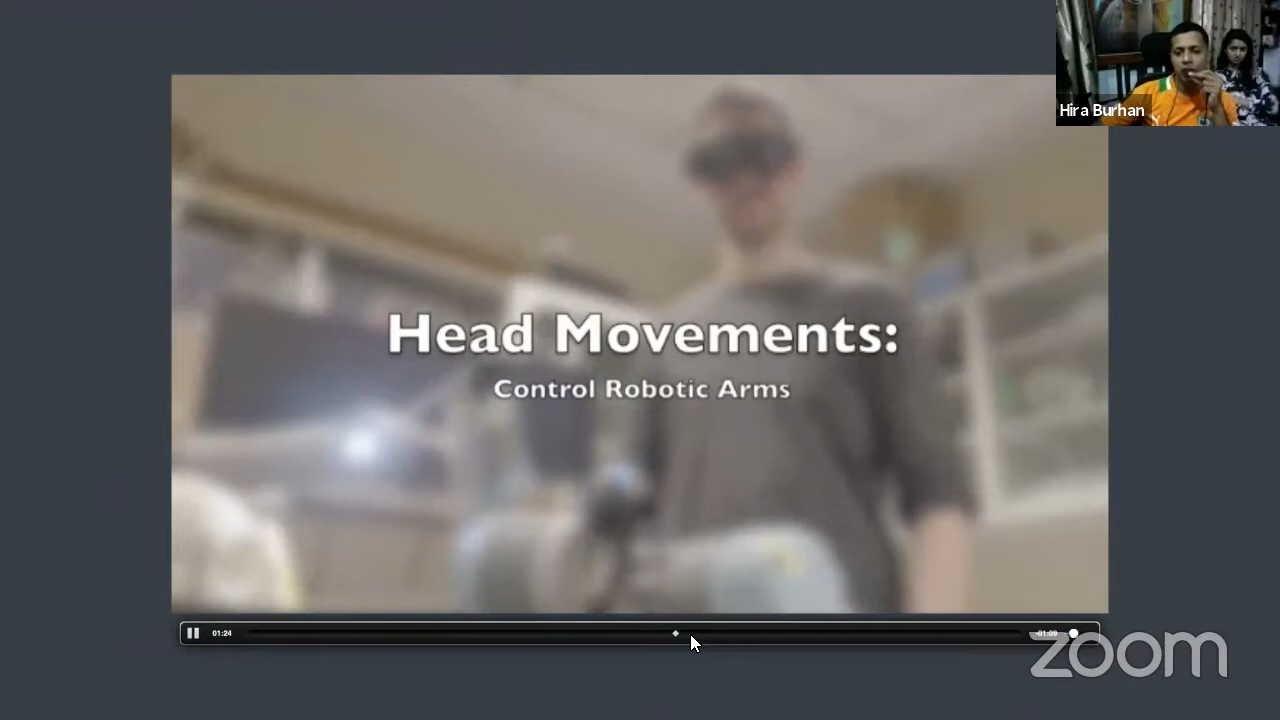 Hira Burhan
Head Movements:
Control Robotic Arms
01:24
-01:09
zoom